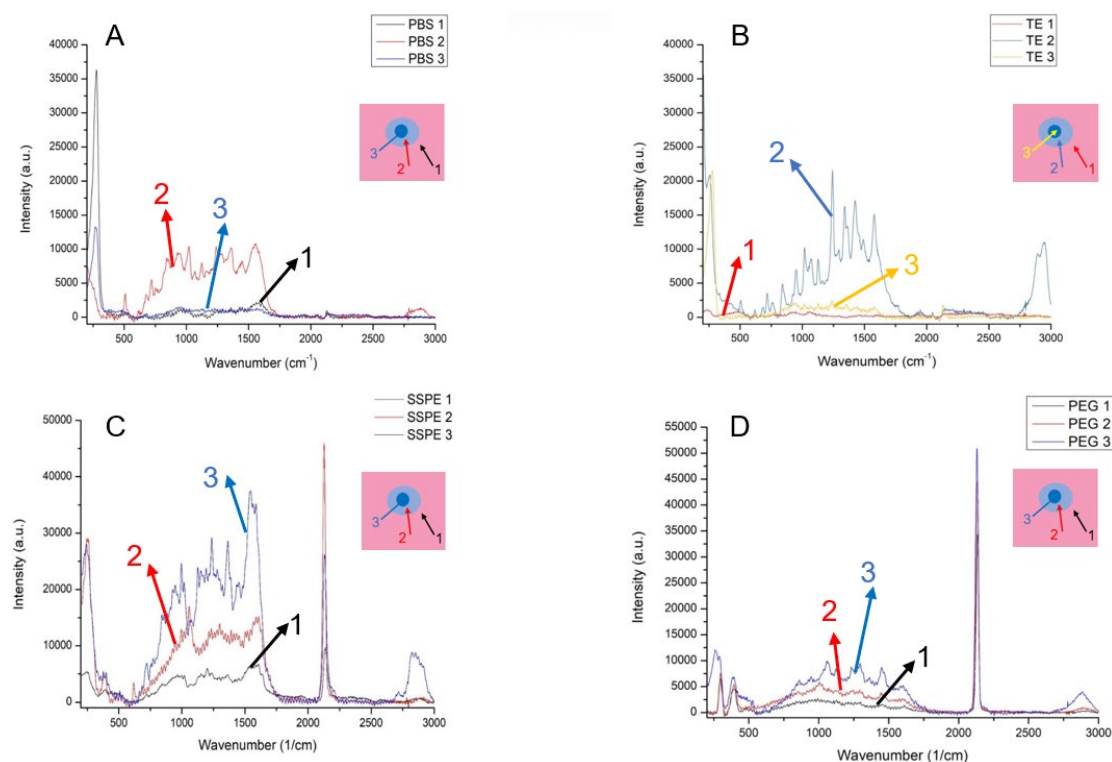 A
PBS 1
PBS 2
PBS 3
40000
35000
30000
25000
20000
15000
10000
5000
0
Intensity (a.u.)
500 1000 1500 2000 2500 3000
Wavenumber (cm⁻¹)
2
3
1
3
2
1
B
TE 1
TE 2
TE 3
40000
35000
30000
25000
20000
15000
10000
5000
0
Intensity (a.u.)
500 1000 1500 2000 2500 3000
Wavenumber (cm⁻¹)
2
1
3
3
2
1
C
SSPE 1
SSPE 2
SSPE 3
50000
40000
30000
20000
10000
0
Intensity (a.u.)
500 1000 1500 2000 2500 3000
Wavenumber (1/cm)
3
2
1
3
2
1
D
PEG 1
PEG 2
PEG 3
55000
50000
45000
40000
35000
30000
25000
20000
15000
10000
5000
0
Intensity (a.u.)
500 1000 1500 2000 2500 3000
Wavenumber (1/cm)
2
3
1
3
2
1